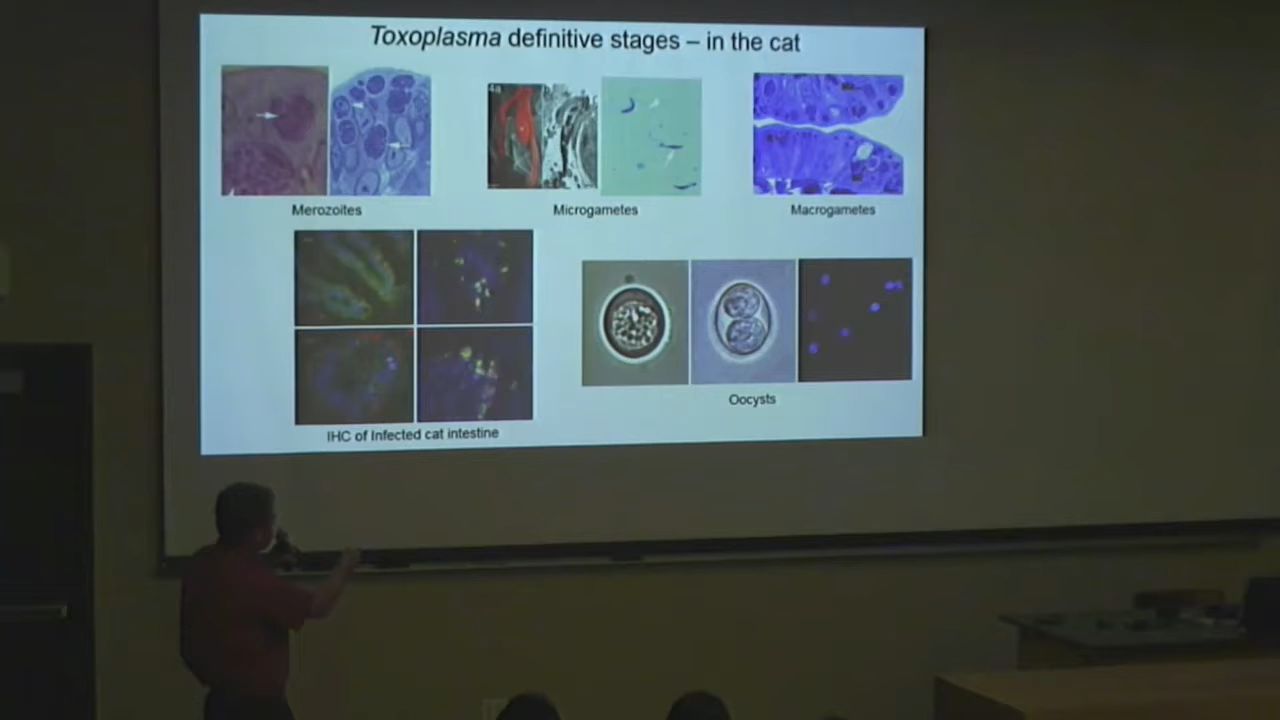 Toxoplasma definitive stages – in the cat
4a
Merozoites
Microgametes
Macrogametes
IHC of Infected cat intestine
Oocysts